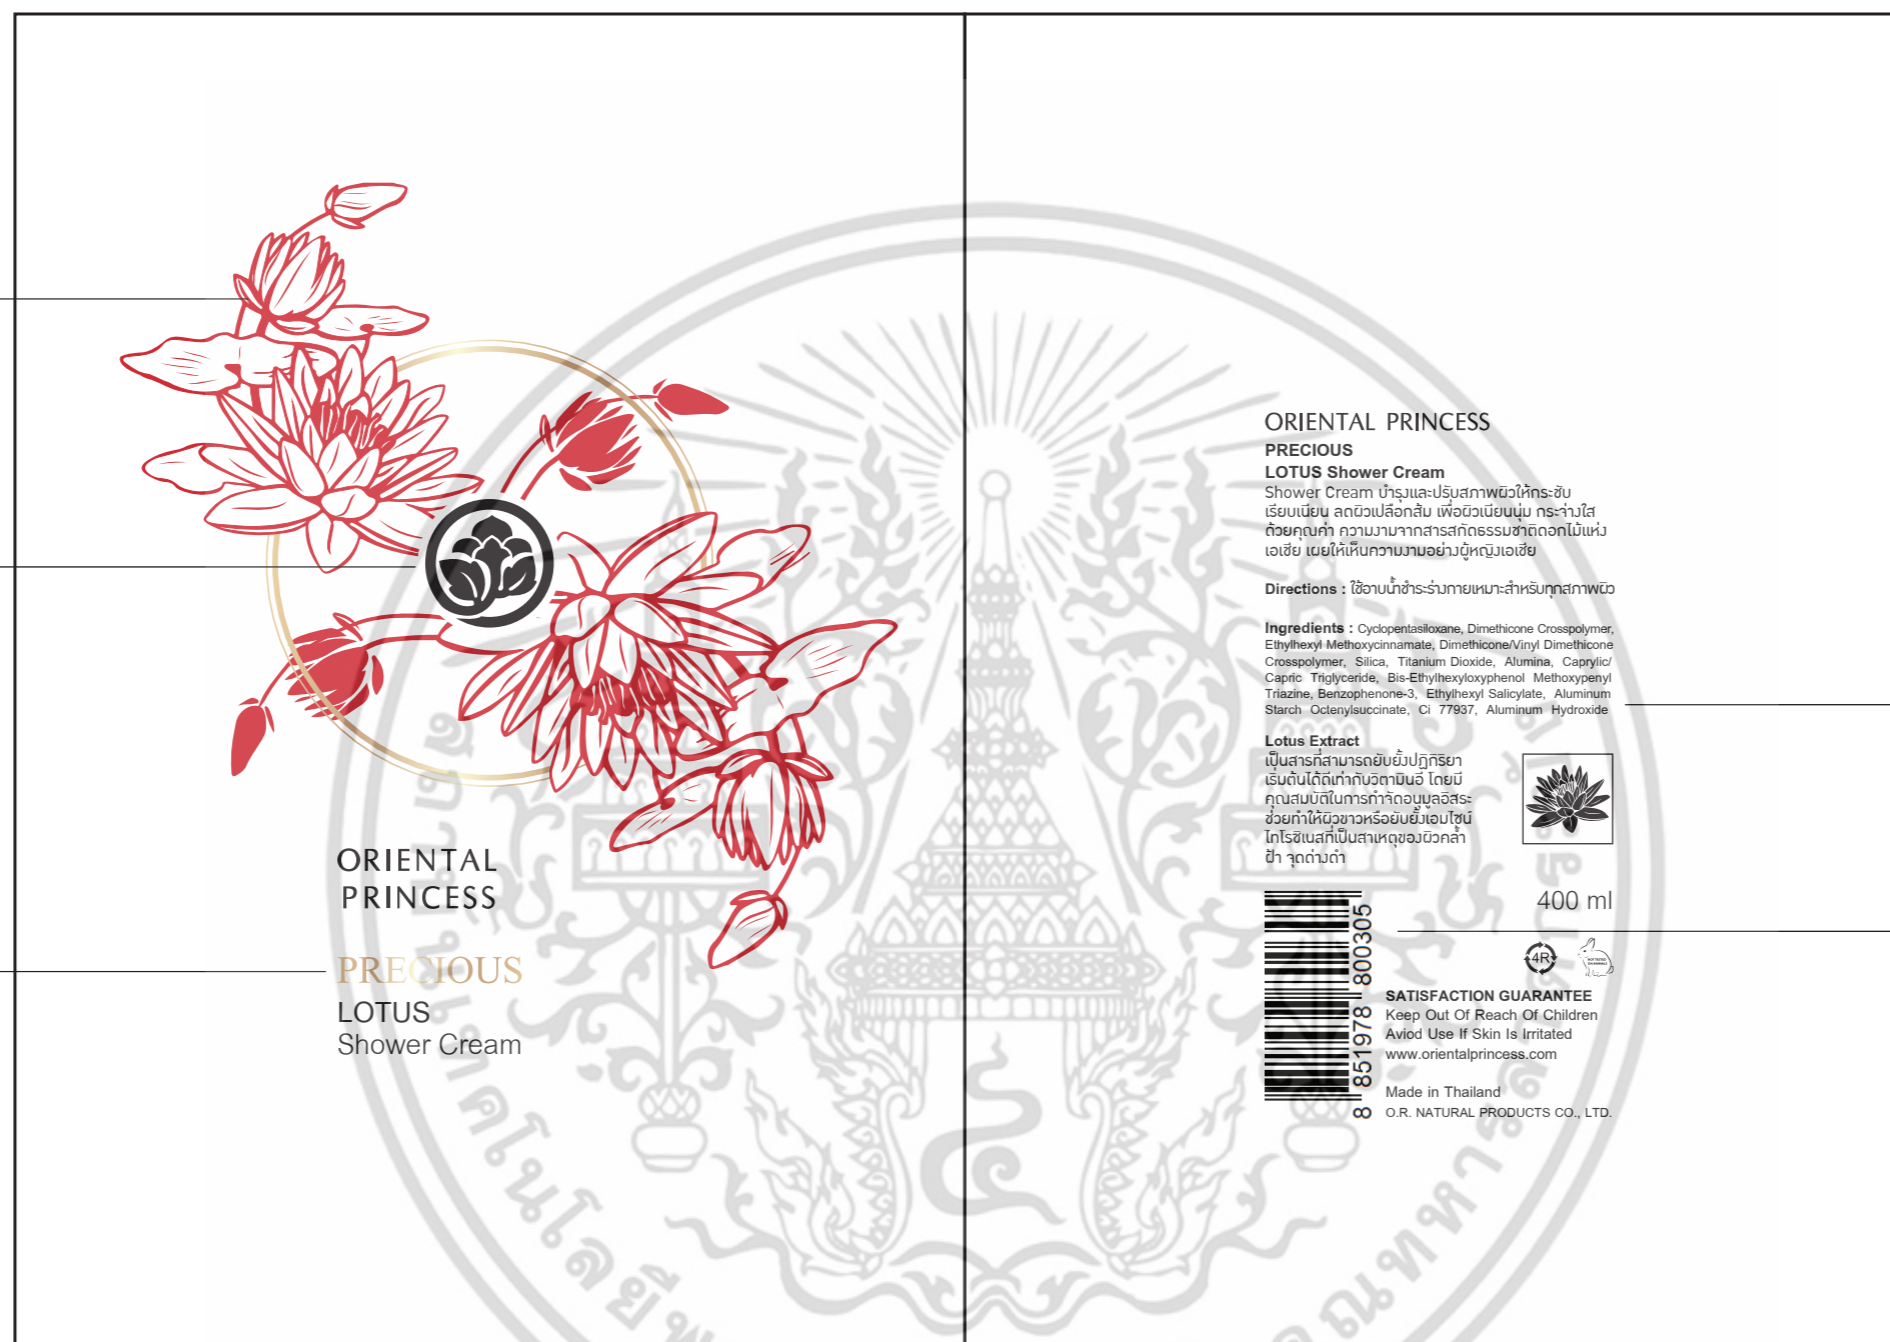 ORIENTAL
PRINCESS
PRECIOUS
LOTUS
Shower Cream
ORIENTAL PRINCESS
PRECIOUS
LOTUS Shower Cream
Shower Cream บำรุงและปรับสภาพผิวให้กระชับ
เรียบเนียน ลดผิวเปลือกส้ม เพื่อผิวเนียนนุ่ม กระจ่างใส
ด้วยคุณค่า ความงามจากสารสกัดธรรมชาติดอกไม้แห่ง
เอเชีย เผยให้เห็นความงามอย่างผู้หญิงเอเชีย
Directions : ใช้อาบน้ำชำระร่างกายเหมาะสำหรับทุกสภาพผิว
Ingredients : Cyclopentasiloxane, Dimethicone Crosspolymer,
Ethylhexyl Methoxycinnamate, Dimethicone/Vinyl Dimethicone
Crosspolymer, Silica, Titanium Dioxide, Alumina, Caprylic/
Capric Triglyceride, Bis-Ethylhexyloxyphenol Methoxypenyl
Triazine, Benzophenone-3, Ethylhexyl Salicylate, Aluminum
Starch Octenylsuccinate, Ci 77937, Aluminum Hydroxide
Lotus Extract
เป็นสารที่สามารถยับยั้งปฏิกิริยา
เริ่มต้นได้ดีเท่ากับวิตามินอี โดยมี
คุณสมบัติในการกำจัดอนุมูลอิสระ
ช่วยทำให้ผิวขาวหรือยับยั้งเอมไซน์
ไทโรซิเนสที่เป็นสาเหตุของผิวคล้ำ
ฝ้า จุดด่างดำ
400 ml
8 851978 800305
4R
NOT TESTED
ON ANIMALS
SATISFACTION GUARANTEE
Keep Out Of Reach Of Children
Aviod Use If Skin Is Irritated
www.orientalprincess.com
Made in Thailand
O.R. NATURAL PRODUCTS CO., LTD.